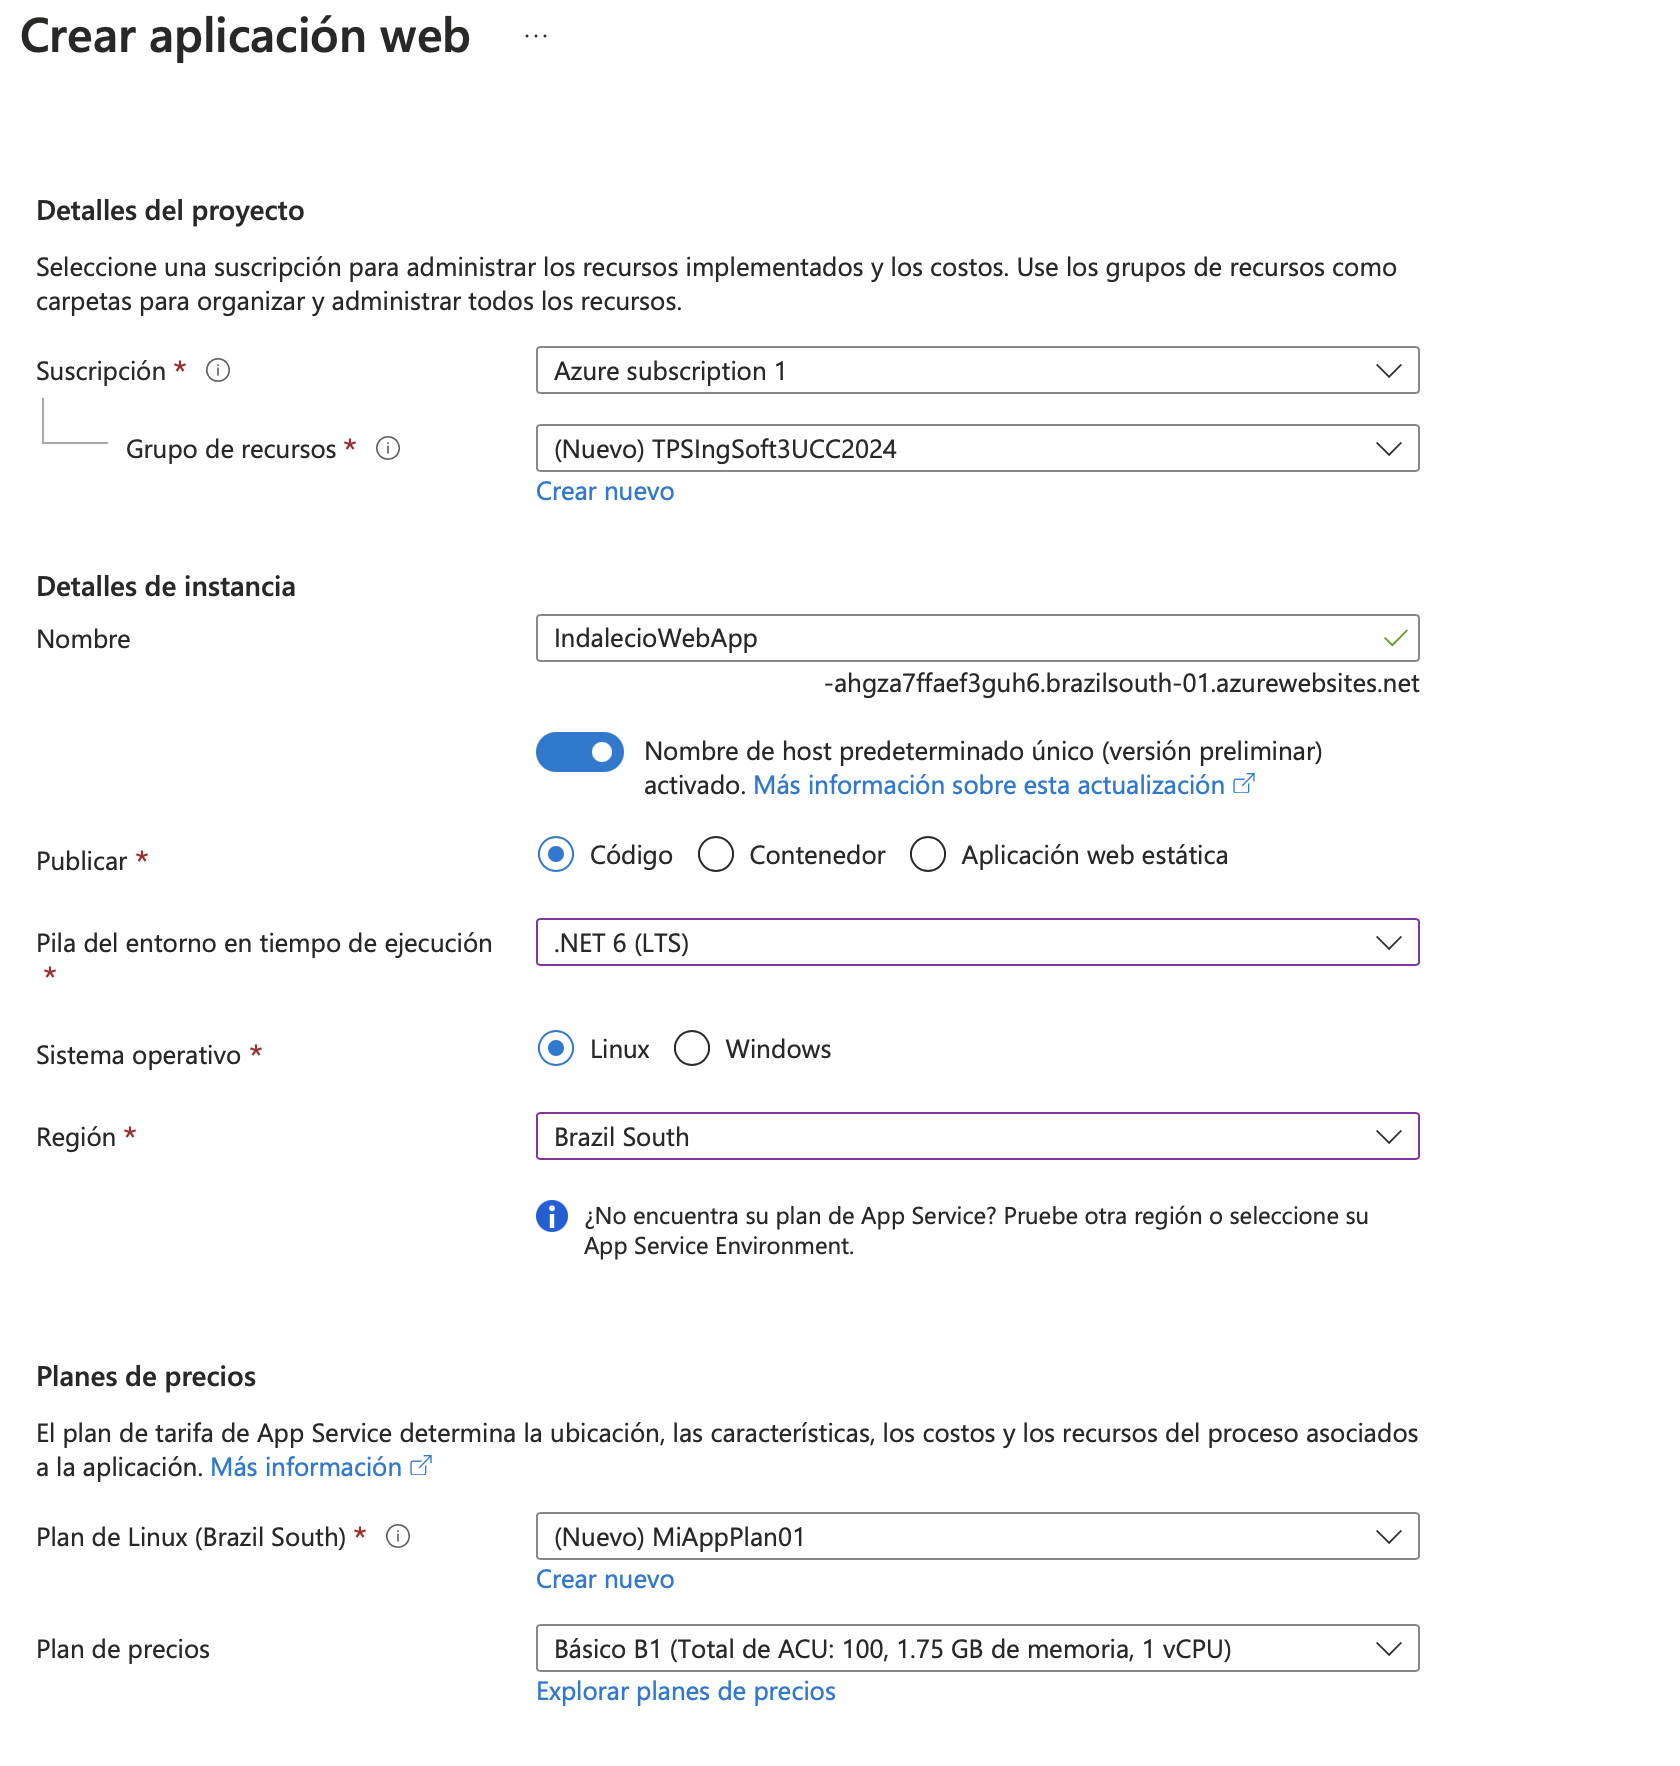 Crear aplicación web ...
Detalles del proyecto
Seleccione una suscripción para administrar los recursos implementados y los costos. Use los grupos de recursos como
carpetas para organizar y administrar todos los recursos.
Suscripción *
Azure subscription 1
Grupo de recursos *
(Nuevo) TPSIngSoft3UCC2024
Crear nuevo
Detalles de instancia
Nombre
IndalecioWebApp
-ahgza7ffaef3guh6.brazilsouth-01.azurewebsites.net
Nombre de host predeterminado único (versión preliminar)
activado. Más información sobre esta actualización
Publicar *
Código
Contenedor
Aplicación web estática
Pila del entorno en tiempo de ejecución
*
.NET 6 (LTS)
Sistema operativo *
Linux
Windows
Región *
Brazil South
¿No encuentra su plan de App Service? Pruebe otra región o seleccione su
App Service Environment.
Planes de precios
El plan de tarifa de App Service determina la ubicación, las características, los costos y los recursos del proceso asociados
a la aplicación. Más información
Plan de Linux (Brazil South) *
(Nuevo) MiAppPlan01
Crear nuevo
Plan de precios
Básico B1 (Total de ACU: 100, 1.75 GB de memoria, 1 vCPU)
Explorar planes de precios